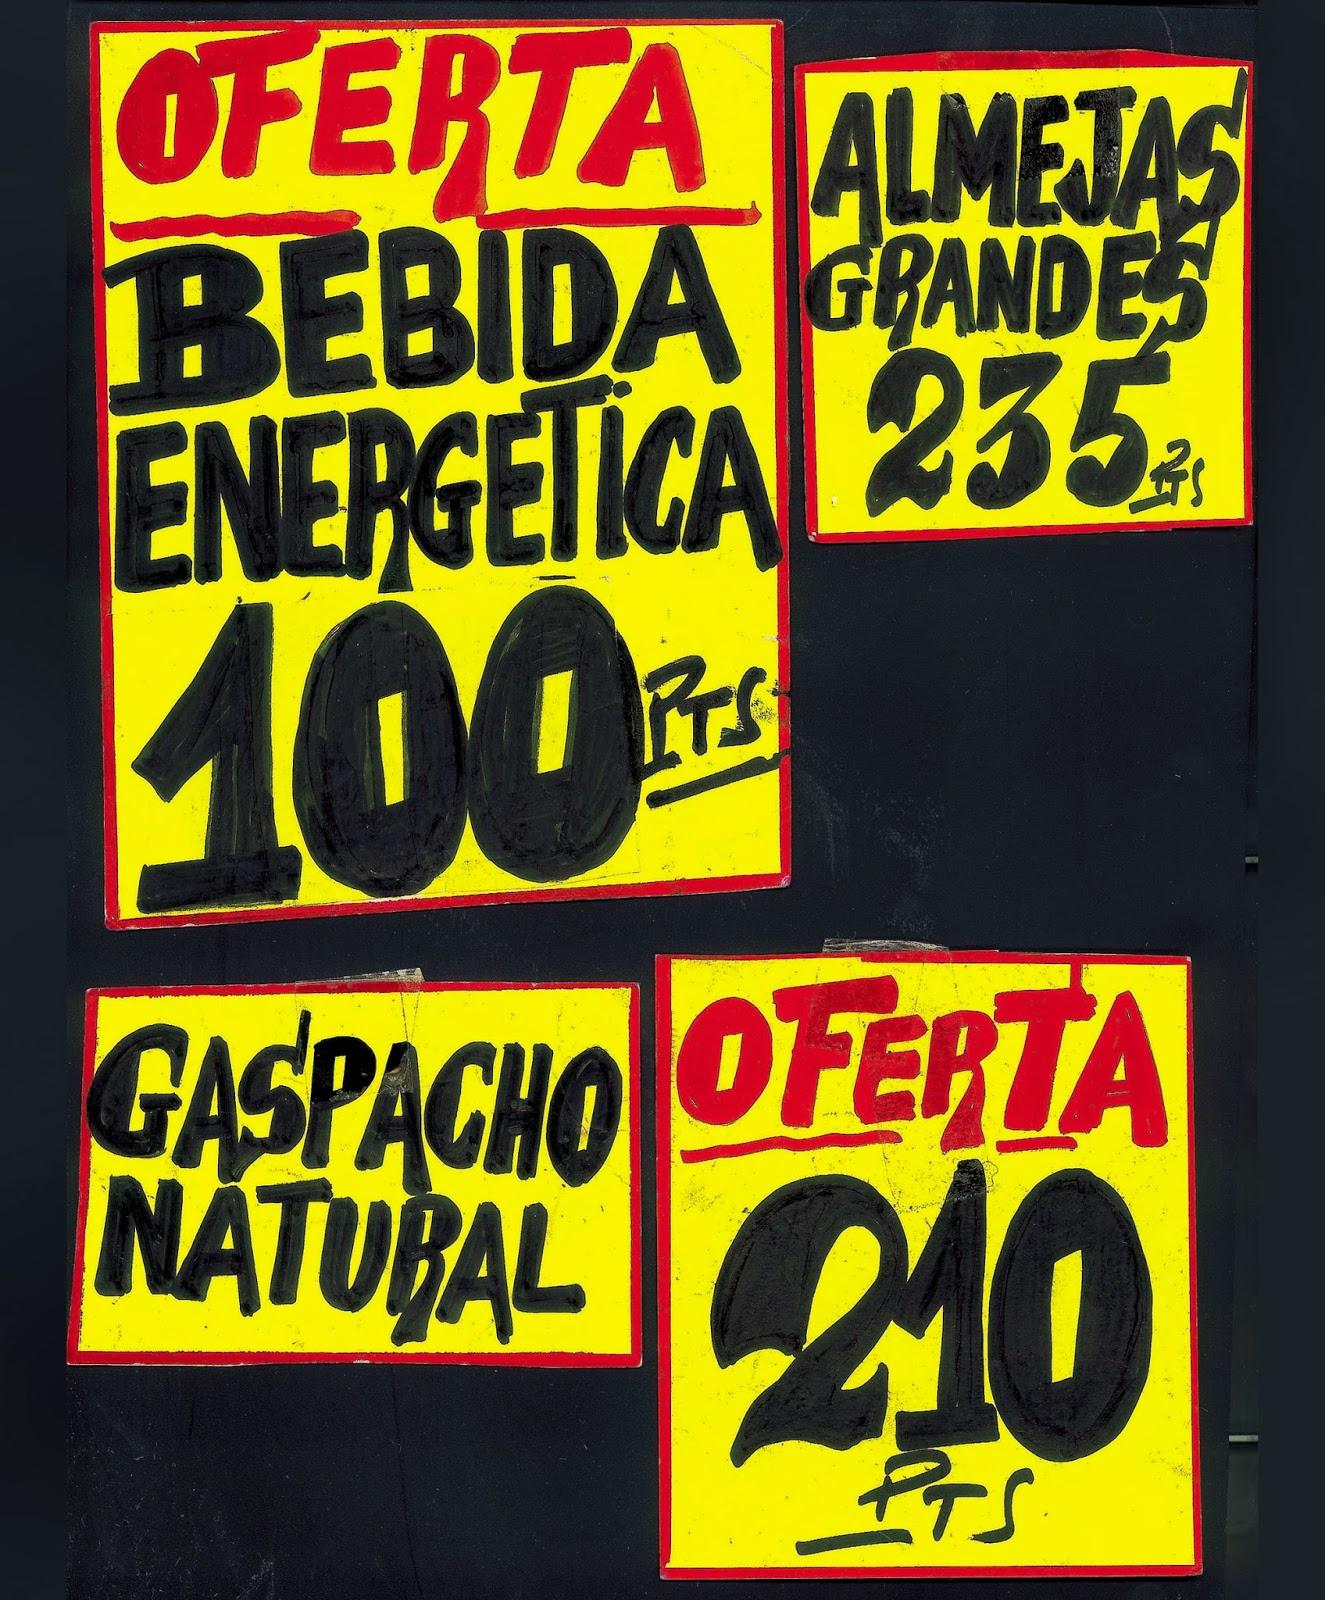 OFERTA
BEBIDA
ENERGETiCA
100 PTS
ALMEJAS
GRANDES
235 PTS
GASPACHO
NATURAL
OFERTA
210
PTS